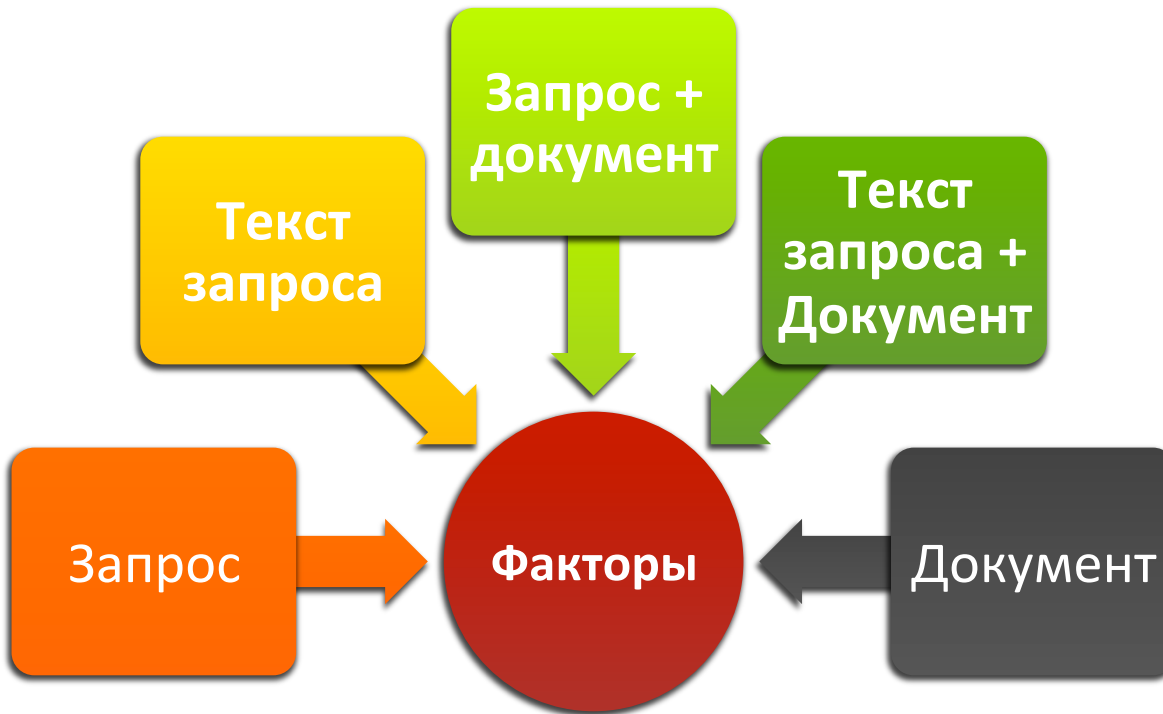 Запрос +
документ
Текст
запроса
Текст
запроса +
Документ
Запрос
Факторы
Документ